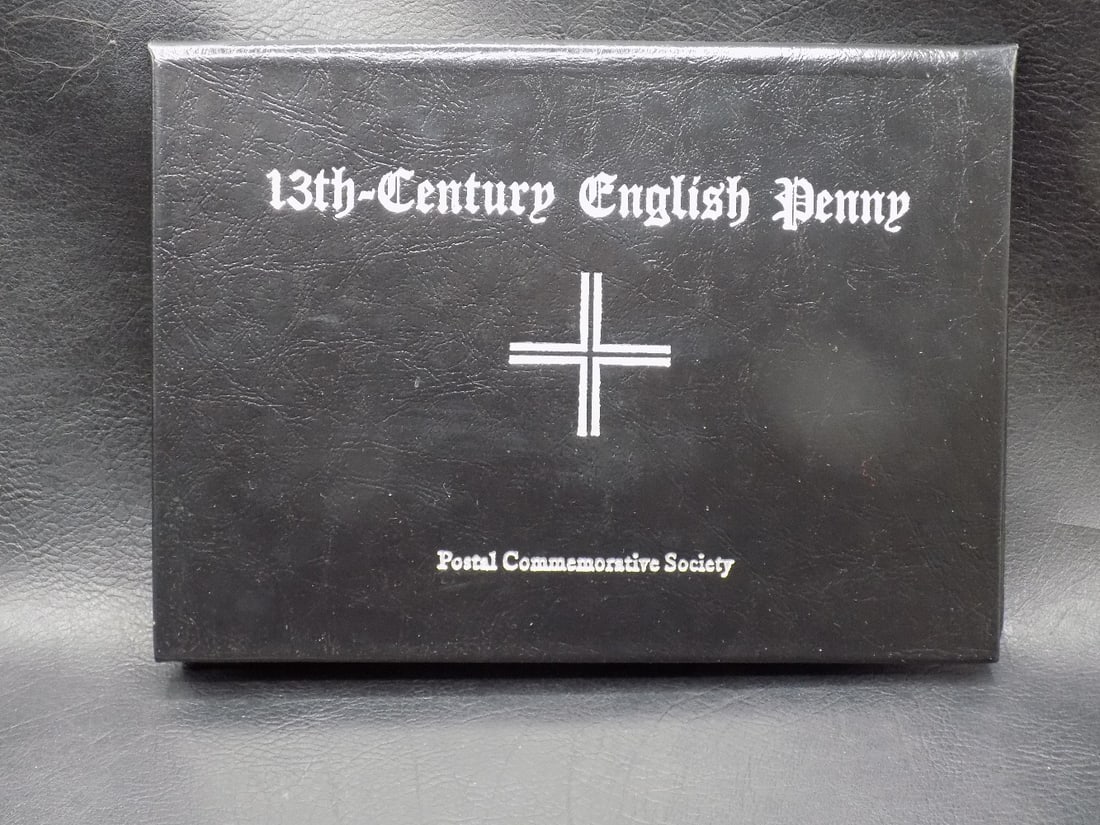 13th-Century English Penny
Postal Commemorative Society